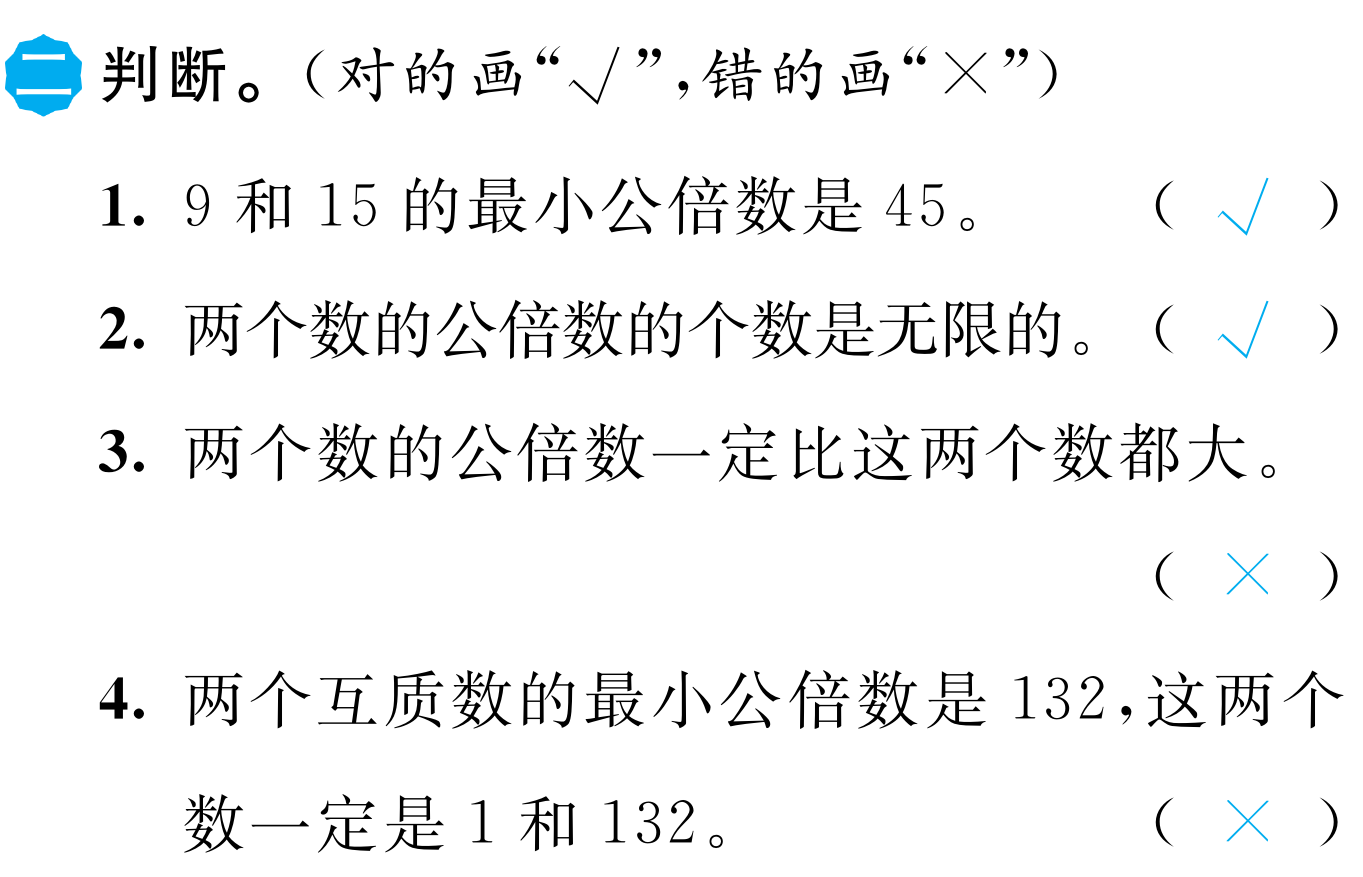 二 判断。(对的画“√”,错的画“×”)
1. 9 和 15 的最小公倍数是 45。 ( √ )
2. 两个数的公倍数的个数是无限的。 ( √ )
3. 两个数的公倍数一定比这两个数都大。
( × )
4. 两个互质数的最小公倍数是 132,这两个
数一定是 1 和 132。 ( × )